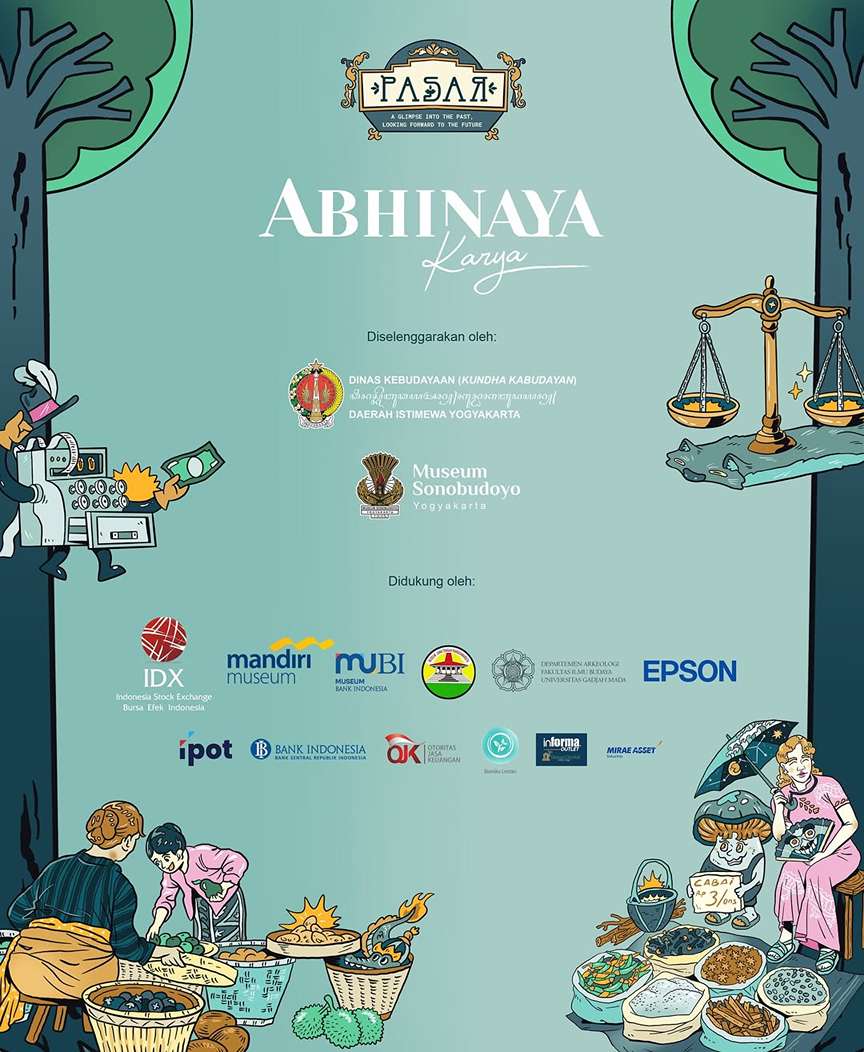 PASAR
A GLIMPSE INTO THE PAST,
LOOKING FORWARD TO THE FUTURE
ABHINAYA
Karya
Diselenggarakan oleh:
DINAS KEBUDAYAAN (KUNDHA KABUDAYAN)
DAERAH ISTIMEWA YOGYAKARTA
Museum
Sonobudoyo
Yogyakarta
Didukung oleh:
IDX
Indonesia Stock Exchange
Bursa Efek Indonesia
mandiri
museum
MUBI
MUSEUM
BANK INDONESIA
DEPARTEMEN ARKEOLOGI
FAKULTAS ILMU BUDAYA
UNIVERSITAS GADJAH MADA
EPSON
ipot
BANK INDONESIA
BANK SENTRAL REPUBLIK INDONESIA
OJK
OTORITAS
JASA
KEUANGAN
informa
OUTLET
MIRAE ASSET
Sekuritas
CABAI
Rp 3/ons